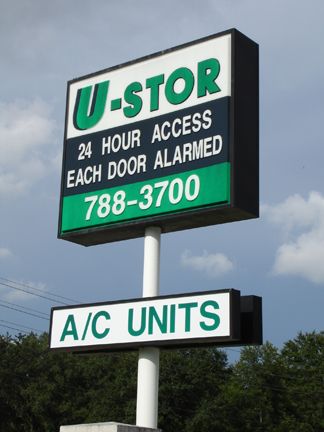 U-STOR
24 HOUR ACCESS
EACH DOOR ALARMED
788-3700
A/C UNITS